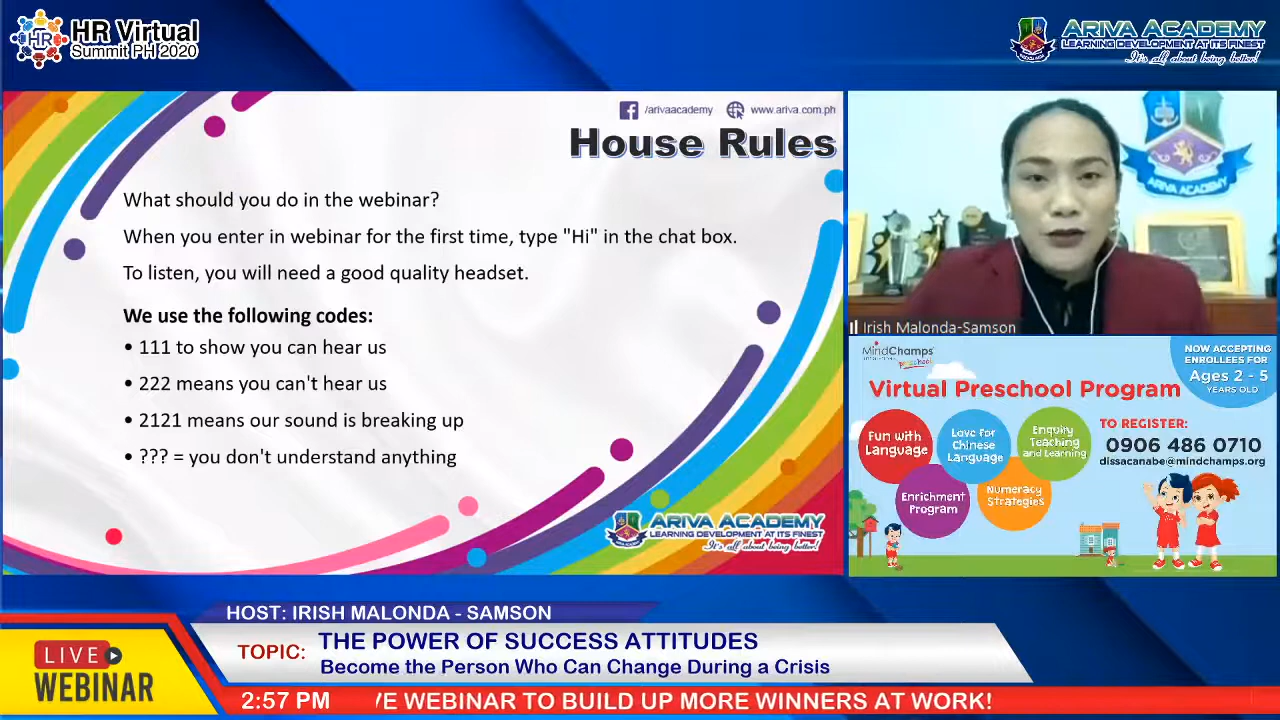 HR
HR Virtual
Summit PH 2020
ARIVA ACADEMY
LEARNING DEVELOPMENT AT ITS FINEST
It's all about being better!
/arivaacademy
www.ariva.com.ph
House Rules
What should you do in the webinar?
When you enter in webinar for the first time, type "Hi" in the chat box.
To listen, you will need a good quality headset.
We use the following codes:
• 111 to show you can hear us
• 222 means you can't hear us
• 2121 means our sound is breaking up
• ??? = you don't understand anything
ARIVA ACADEMY
LEARNING DEVELOPMENT AT ITS FINEST
It's all about being better!
ARIVA ACADEMY
Irish Malonda-Samson
MindChamps
Preschool
NOW ACCEPTING
ENROLLEES FOR
Ages 2 - 5
YEARS OLD
Virtual Preschool Program
Fun with
Language
Love for
Chinese
Language
Enquiry
Teaching
and Learning
Enrichment
Program
Numeracy
Strategies
TO REGISTER:
0906 486 0710
dissacanabe@mindchamps.org
HOST: IRISH MALONDA - SAMSON
TOPIC:
THE POWER OF SUCCESS ATTITUDES
Become the Person Who Can Change During a Crisis
LIVE
WEBINAR
2:57 PM
VE WEBINAR TO BUILD UP MORE WINNERS AT WORK!